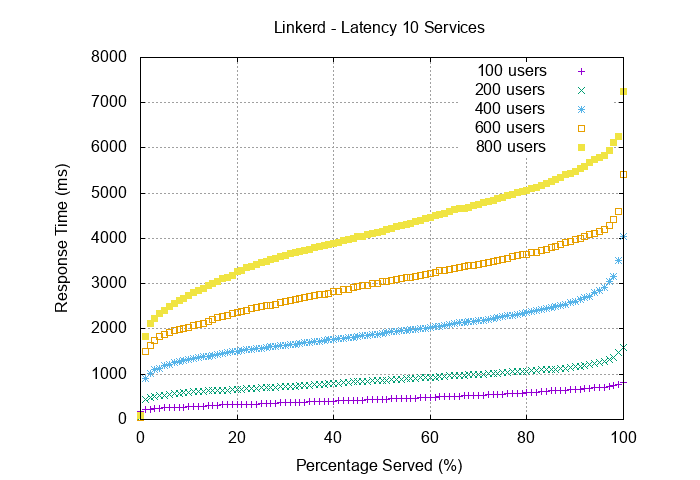 Linkerd - Latency 10 Services
8000
7000
6000
5000
4000
3000
2000
1000
0
0 20 40 60 80 100
Response Time (ms)
Percentage Served (%)
100 users
200 users
400 users
600 users
800 users